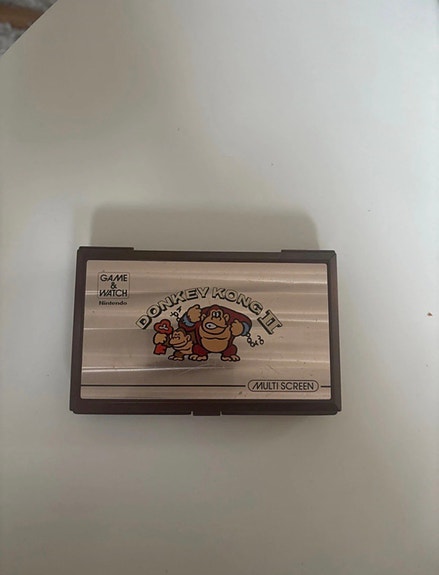 GAME
&
WATCH
Nintendo
DONKEY KONG II
MULTI SCREEN